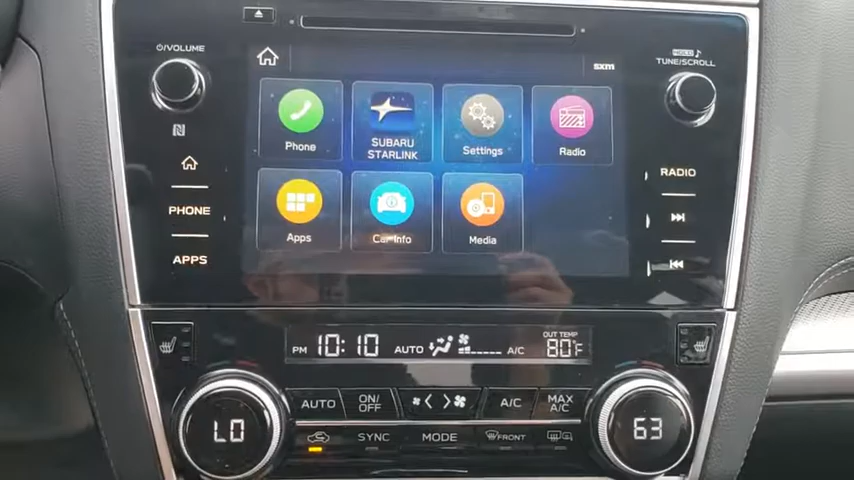 ⏻/VOLUME
HOLD
TUNE/SCROLL
SXM
Phone
SUBARU
STARLINK
Settings
Radio
PHONE
RADIO
Apps
Car Info
Media
APPS
PM 10:10 AUTO A/C
OUT TEMP
80°F
AUTO
ON/
OFF
A/C
MAX
A/C
LO
63
SYNC
MODE
FRONT
R